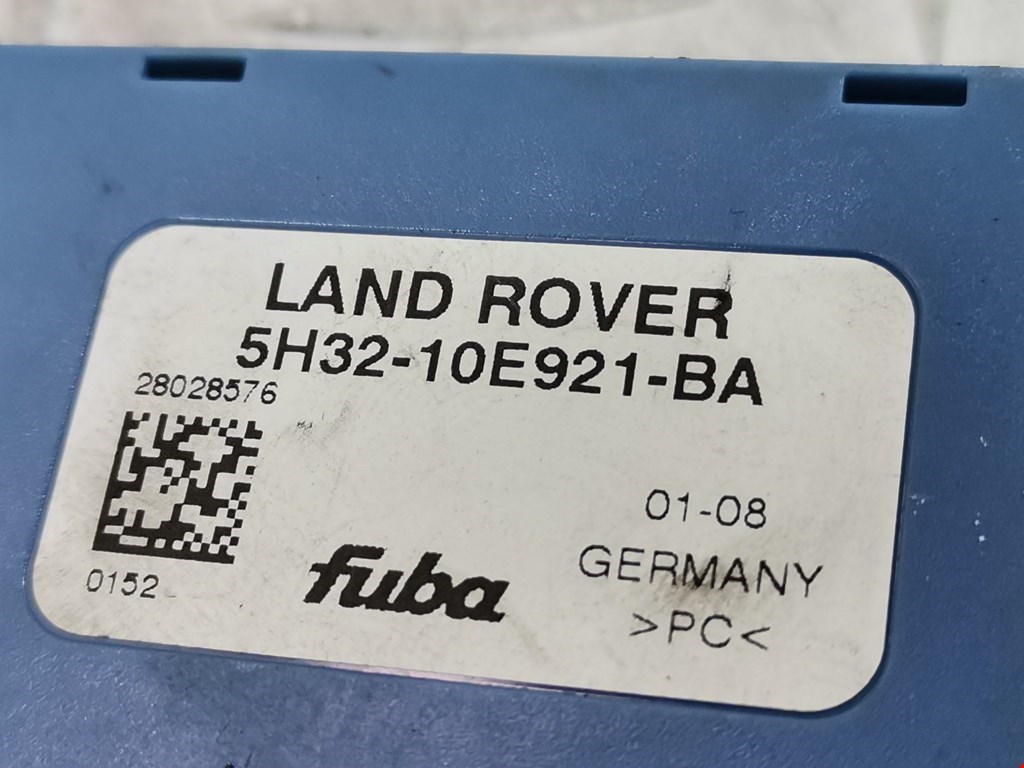 LAND ROVER
5H32-10E921-BA
28028576
01-08
GERMANY
>PC<
0152
fuba